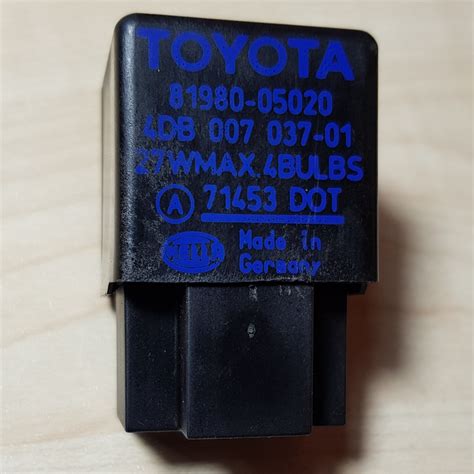 TOYOTA
81980-05020
4DB 007 037-01
27WMAX.4BULBS
A 71453 DOT
HELLA Made in
Germany